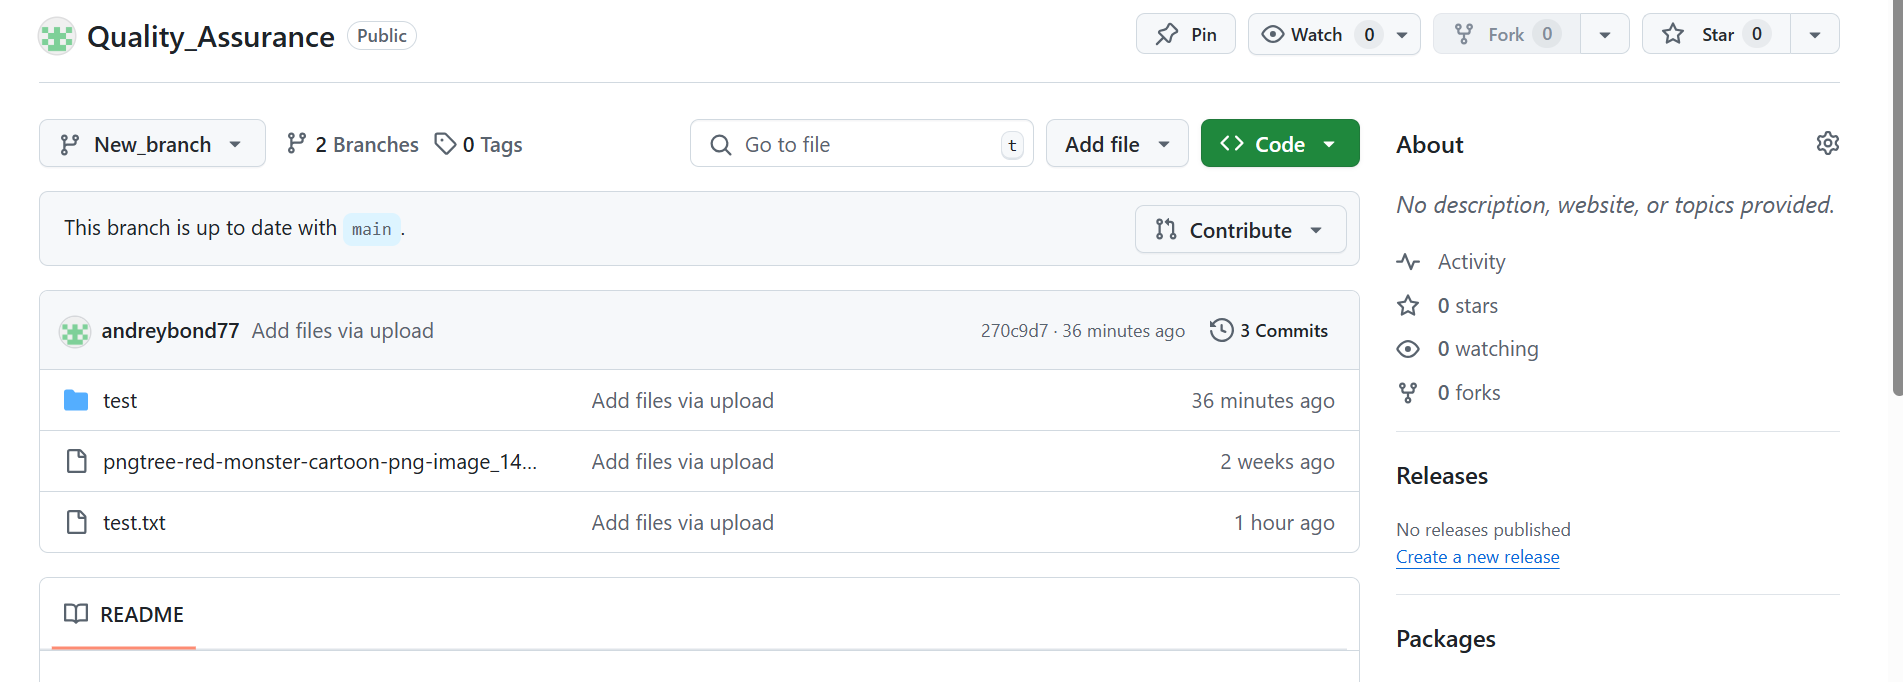 Quality_Assurance Public Pin Watch 0 Fork 0 Star 0
New_branch 2 Branches 0 Tags Go to file t Add file Code
This branch is up to date with main. Contribute
andreybond77 Add files via upload 270c9d7 · 36 minutes ago 3 Commits
test Add files via upload 36 minutes ago
pngtree-red-monster-cartoon-png-image_14... Add files via upload 2 weeks ago
test.txt Add files via upload 1 hour ago
README
About
No description, website, or topics provided.
Activity
0 stars
0 watching
0 forks
Releases
No releases published
Create a new release
Packages